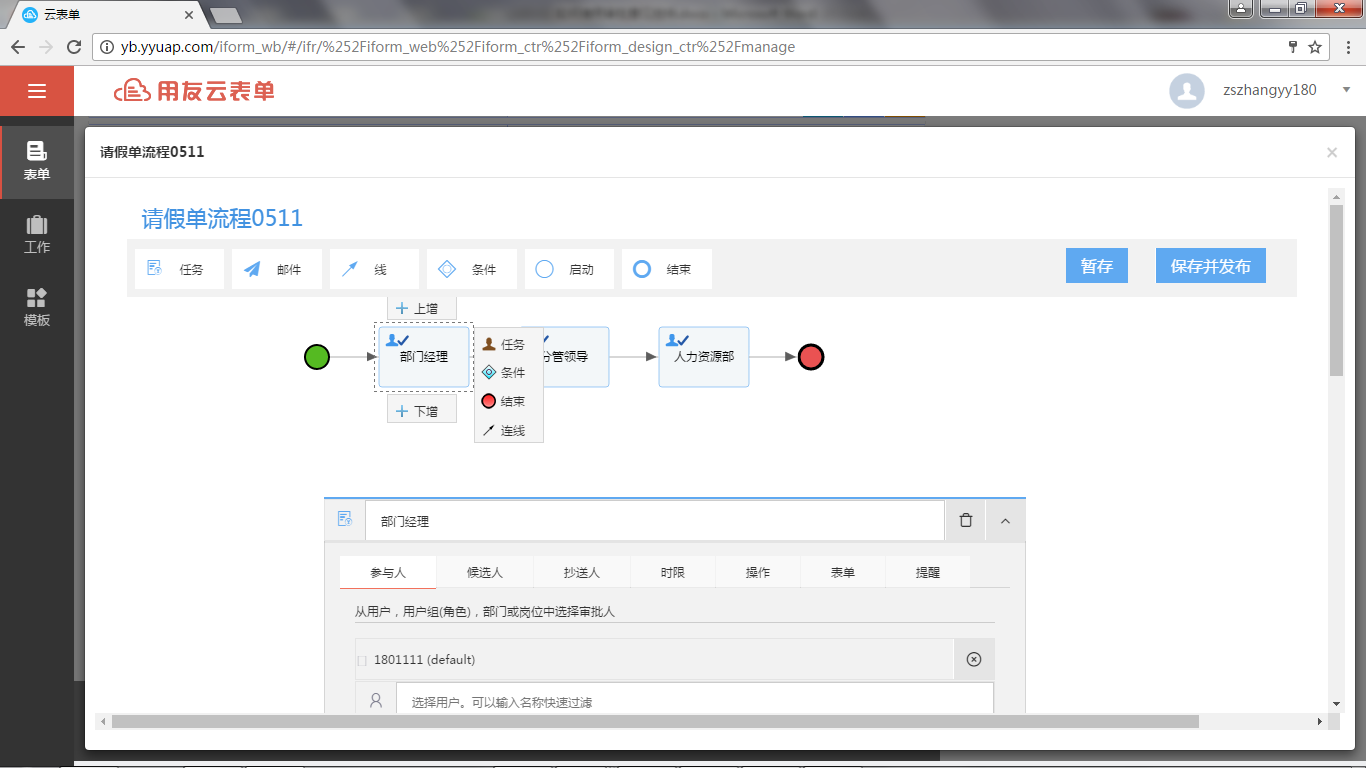 云表单
yb.yyuap.com/iform_wb/#/ifr/%252Fiform_web%252Fiform_ctr%252Fiform_design_ctr%252Fmanage
用友云表单
zszhangyy180
表单
工作
模板
请假单流程0511
请假单流程0511
任务
邮件
线
条件
启动
结束
暂存
保存并发布
上增
部门经理
分管领导
人力资源部
下增
任务
条件
结束
连线
部门经理
参与人
候选人
抄送人
时限
操作
表单
提醒
从用户，用户组(角色)，部门或岗位中选择审批人
1801111 (default)
选择用户。可以输入名称快速过滤